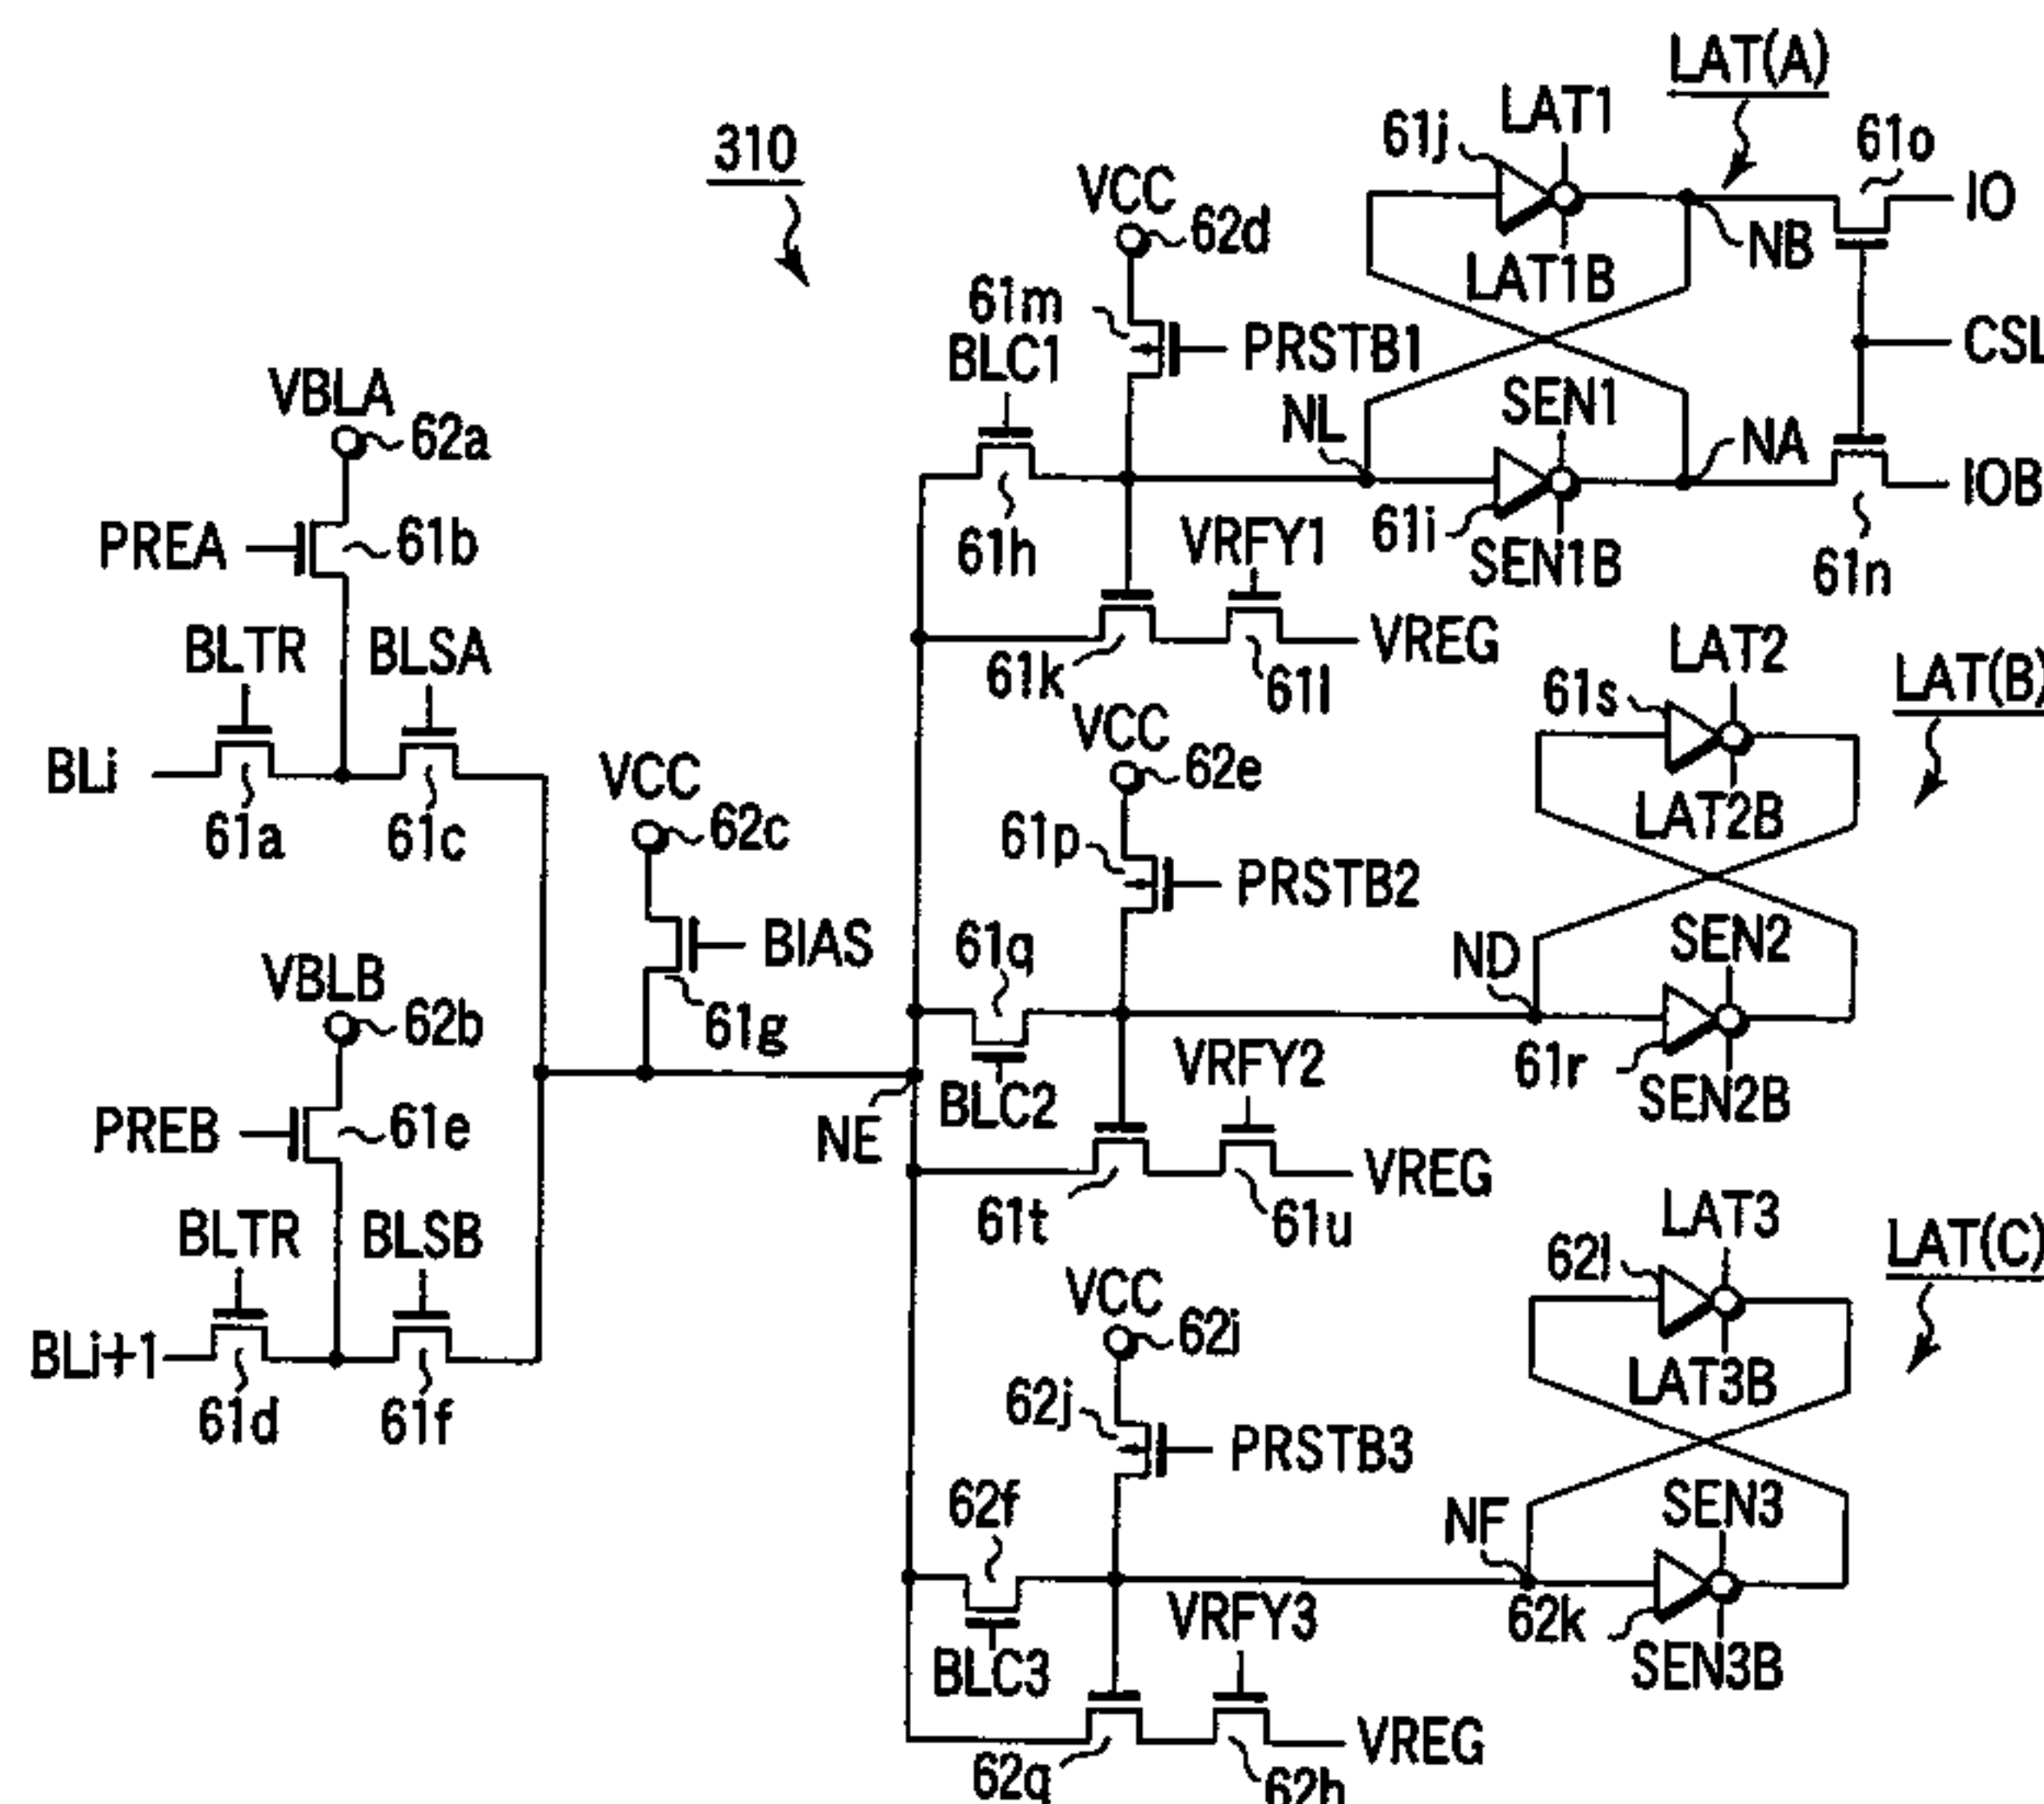 LAT(A)
310
61j
LAT1
61o
VCC
62d
IO
NB
LAT1B
61m
BLC1
PRSTB1
CSL
NL
SEN1
NA
VBLA
62a
PREA
61b
61h
VRFY1
61i
SEN1B
IOB
61n
BLTR
BLSA
61k
61l
VREG
LAT2
61s
LAT(B)
VCC
62e
BLi
VCC
62c
61a
61c
61p
LAT2B
PRSTB2
61q
BIAS
ND
SEN2
VBLB
62b
61g
VRFY2
61r
PREB
61e
NE
BLC2
SEN2B
VREG
BLTR
BLSB
61t
61u
LAT3
62l
LAT(C)
VCC
62i
BLi+1
62j
LAT3B
61d
61f
PRSTB3
62f
NF
SEN3
BLC3
VRFY3
62k
SEN3B
VREG